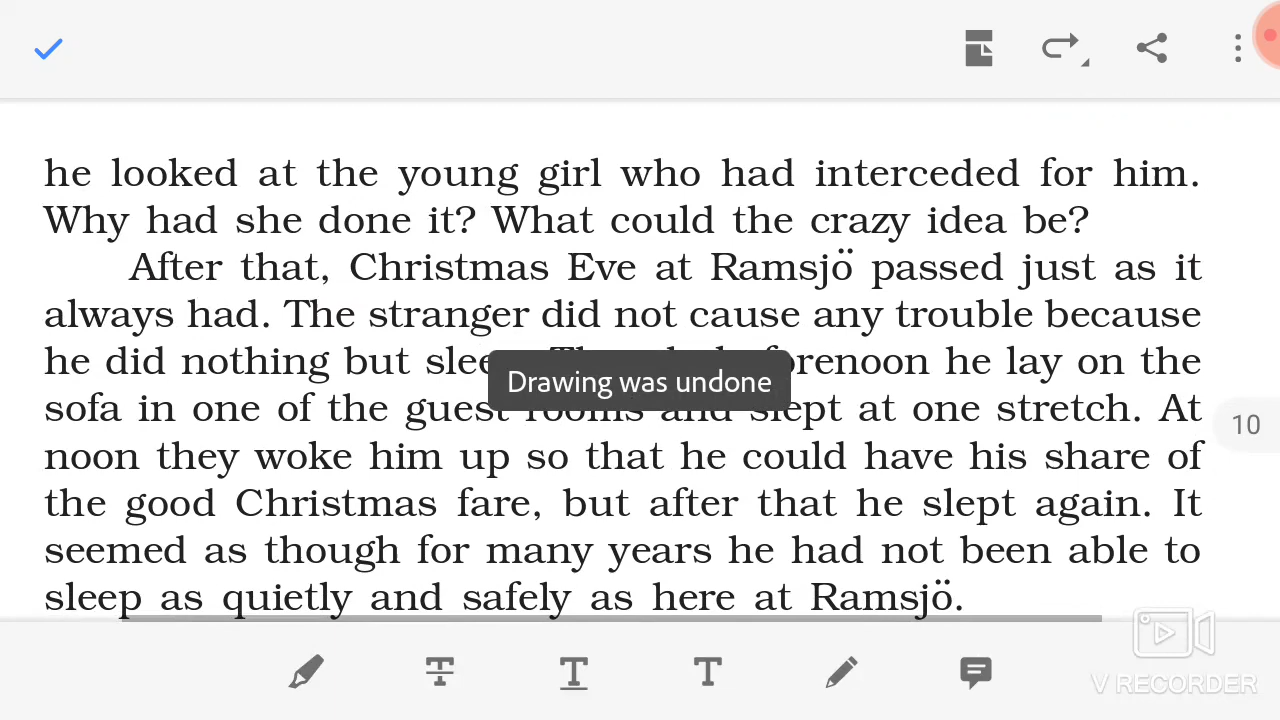 he looked at the young girl who had interceded for him.
Why had she done it? What could the crazy idea be?
After that, Christmas Eve at Ramsjö passed just as it
always had. The stranger did not cause any trouble because
he did nothing but forenoon he lay on the
Drawing was undone
sofa in one of the guest rooms and slept at one stretch. At
10
noon they woke him up so that he could have his share of
the good Christmas fare, but after that he slept again. It
seemed as though for many years he had not been able to
sleep as quietly and safely as here at Ramsjö.
V RECORDER